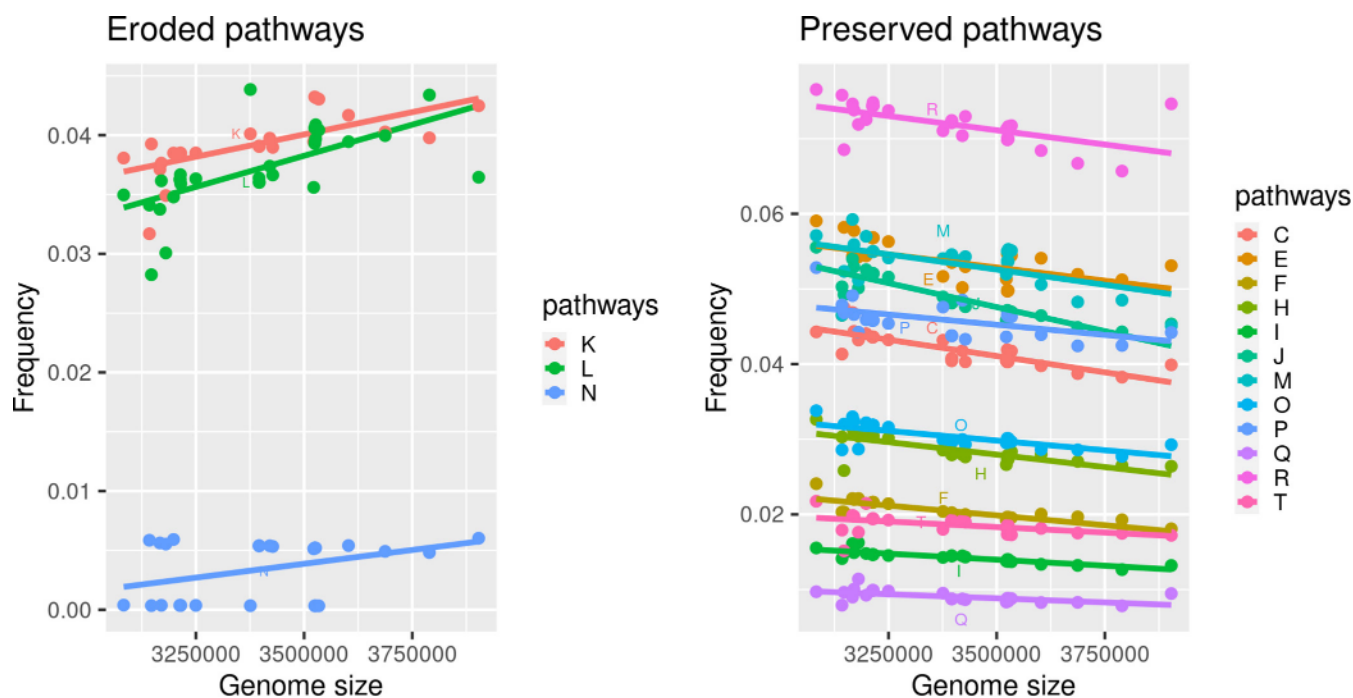 Eroded pathways
Frequency
0.04
0.03
0.02
0.01
0.00
K
L
N
3250000 3500000 3750000
Genome size
pathways
K
L
N
Preserved pathways
Frequency
0.06
0.04
0.02
R
M
E
J
P
C
O
H
F
T
I
Q
3250000 3500000 3750000
Genome size
pathways
C
E
F
H
I
J
M
O
P
Q
R
T